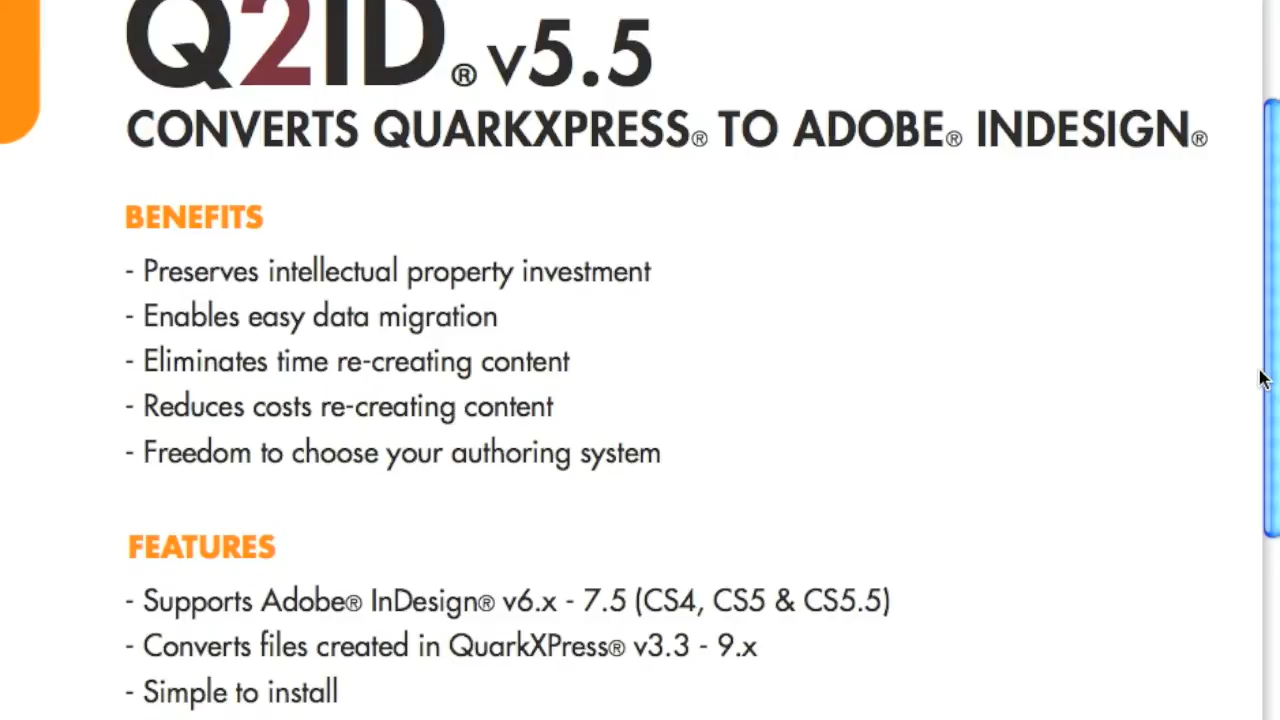 Q2ID® v5.5
CONVERTS QUARKXPRESS® TO ADOBE® INDESIGN®
BENEFITS
- Preserves intellectual property investment
- Enables easy data migration
- Eliminates time re-creating content
- Reduces costs re-creating content
- Freedom to choose your authoring system
FEATURES
- Supports Adobe® InDesign® v6.x - 7.5 (CS4, CS5 & CS5.5)
- Converts files created in QuarkXPress® v3.3 - 9.x
- Simple to install